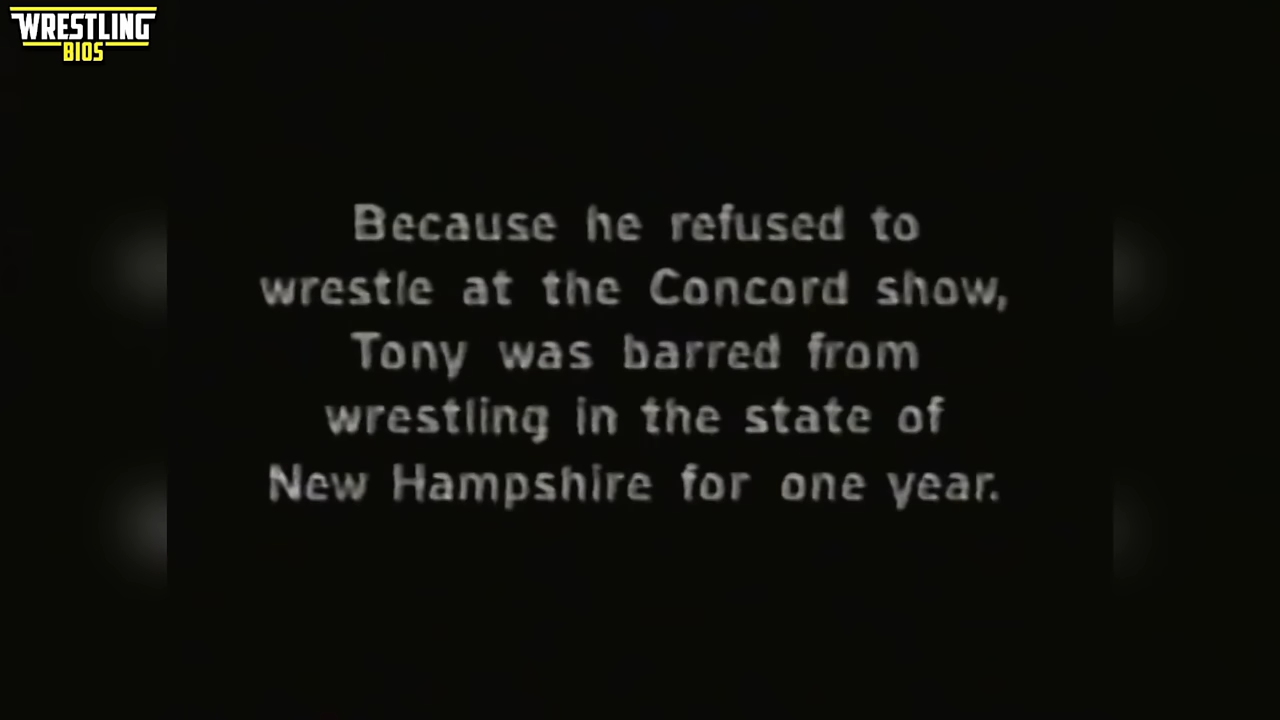 WRESTLING
BIOS
Because he refused to
wrestle at the Concord show,
Tony was barred from
wrestling in the state of
New Hampshire for one year.